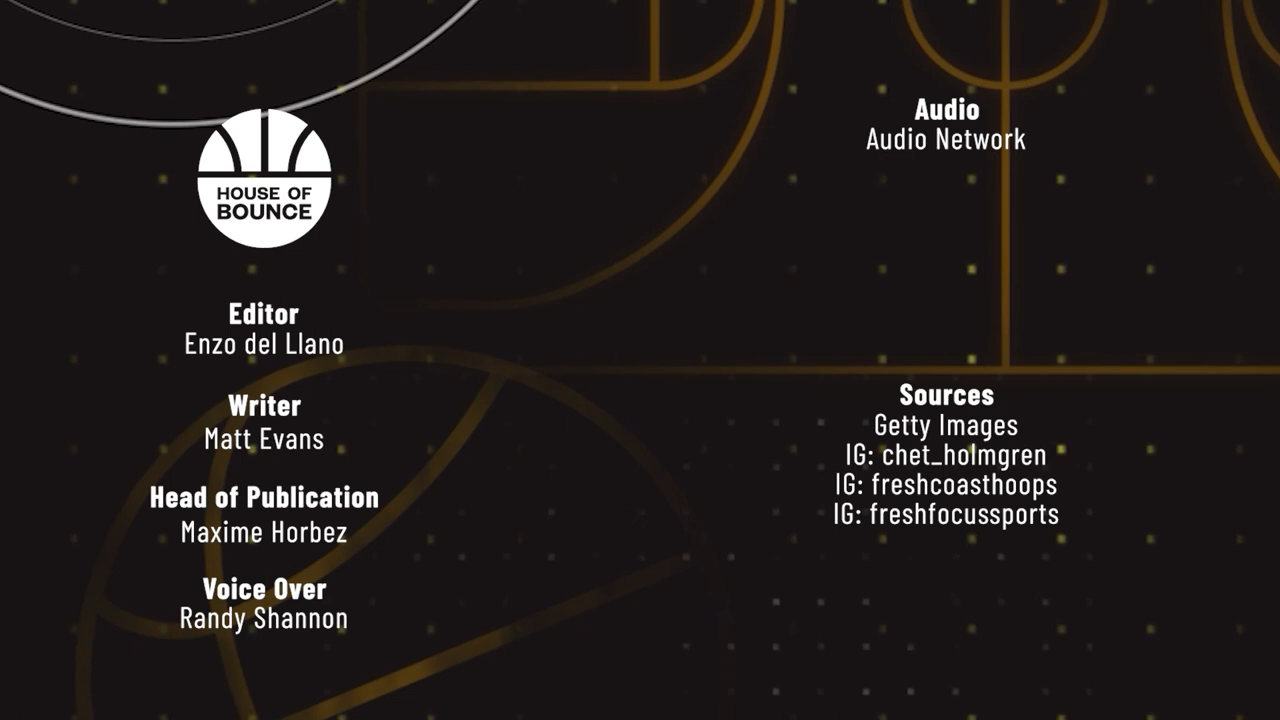 HOUSE OF
BOUNCE
Editor
Enzo del Llano
Writer
Matt Evans
Head of Publication
Maxime Horbez
Voice Over
Randy Shannon
Audio
Audio Network
Sources
Getty Images
IG: chet_holmgren
IG: freshcoasthoops
IG: freshfocussports